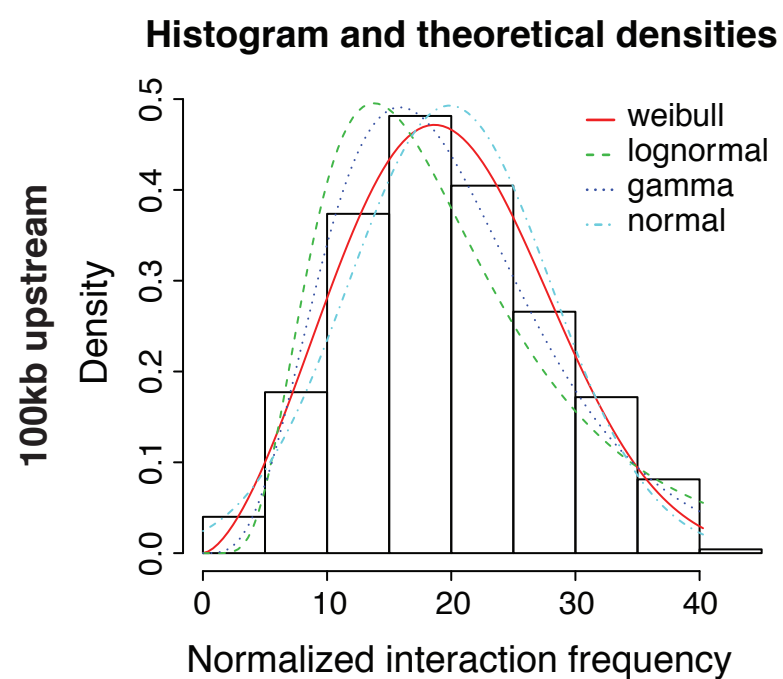 Histogram and theoretical densities
100kb upstream
Density
0.5
0.4
0.3
0.2
0.1
0.0
weibull
lognormal
gamma
normal
0 10 20 30 40
Normalized interaction frequency